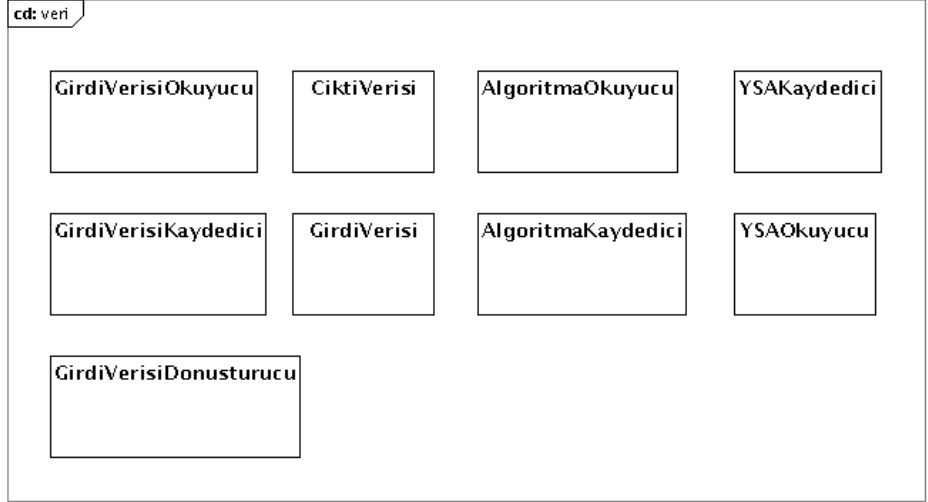 cd: veri
GirdiVerisiOkuyucu
CiktiVerisi
AlgoritmaOkuyucu
YSAKaydedici
GirdiVerisiKaydedici
GirdiVerisi
AlgoritmaKaydedici
YSAOkuyucu
GirdiVerisiDonusturucu